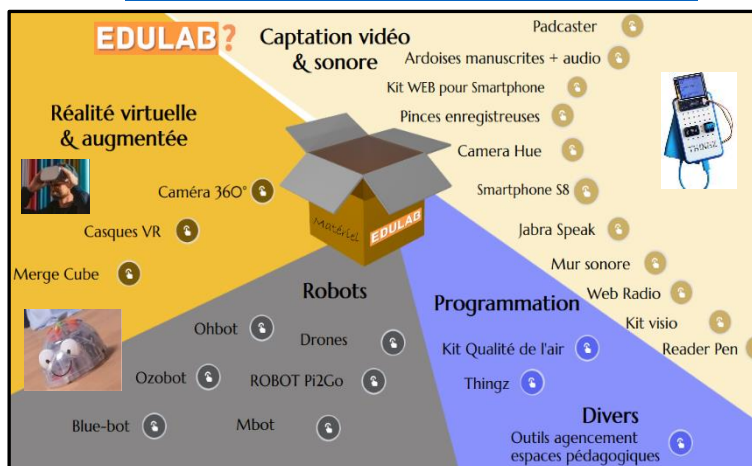 EDULAB?
Captation vidéo
& sonore
Padcaster
Ardoises manuscrites + audio
Kit WEB pour Smartphone
Pinces enregistreuses
Camera Hue
Smartphone S8
Jabra Speak
Mur sonore
Web Radio
Kit visio
Reader Pen
Réalité virtuelle
& augmentée
Caméra 360°
Casques VR
Merge Cube
Matériel
EDULAB
Robots
Ohbot
Drones
Ozobot
ROBOT Pi2Go
Blue-bot
Mbot
Programmation
Kit Qualité de l'air
Thingz
Divers
Outils agencement
espaces pédagogiques